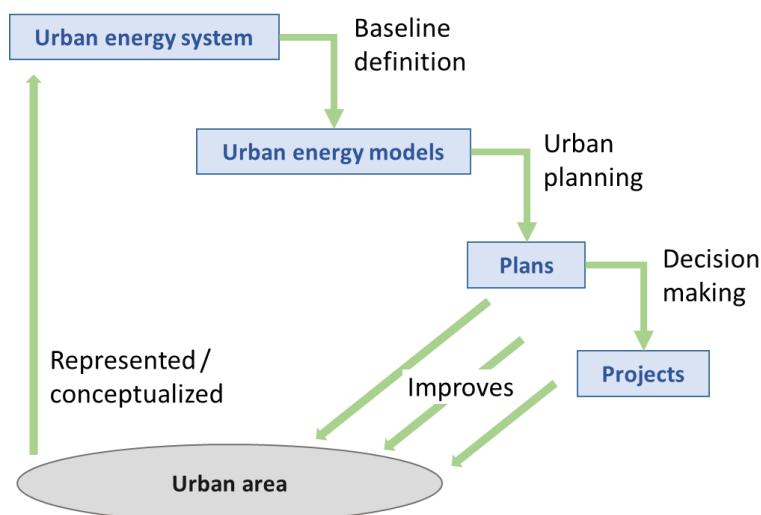 Urban energy system
Baseline
definition
Urban energy models
Urban
planning
Plans
Decision
making
Projects
Represented/
conceptualized
Improves
Urban area